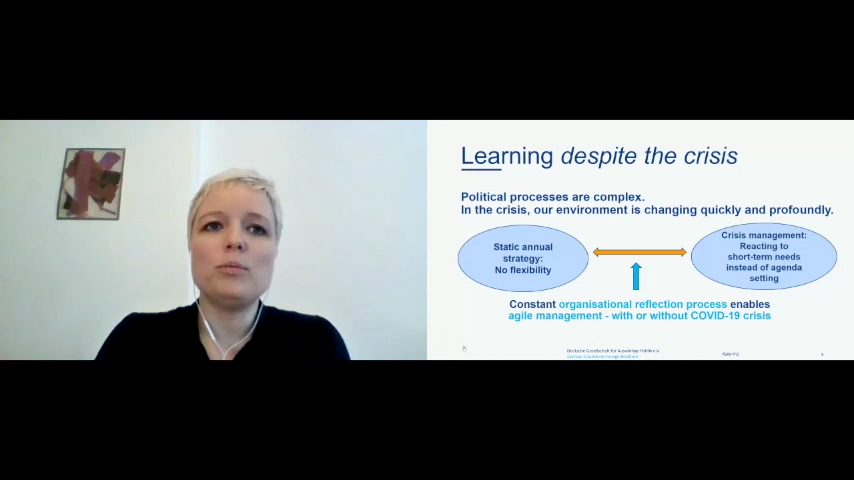 Learning despite the crisis
Political processes are complex.
In the crisis, our environment is changing quickly and profoundly.
Static annual
strategy:
No flexibility
Crisis management:
Reacting to
short-term needs
instead of agenda
setting
Constant organisational reflection process enables
agile management - with or without COVID-19 crisis
Deutsche Gesellschaft für Auswärtige Politik e.V.